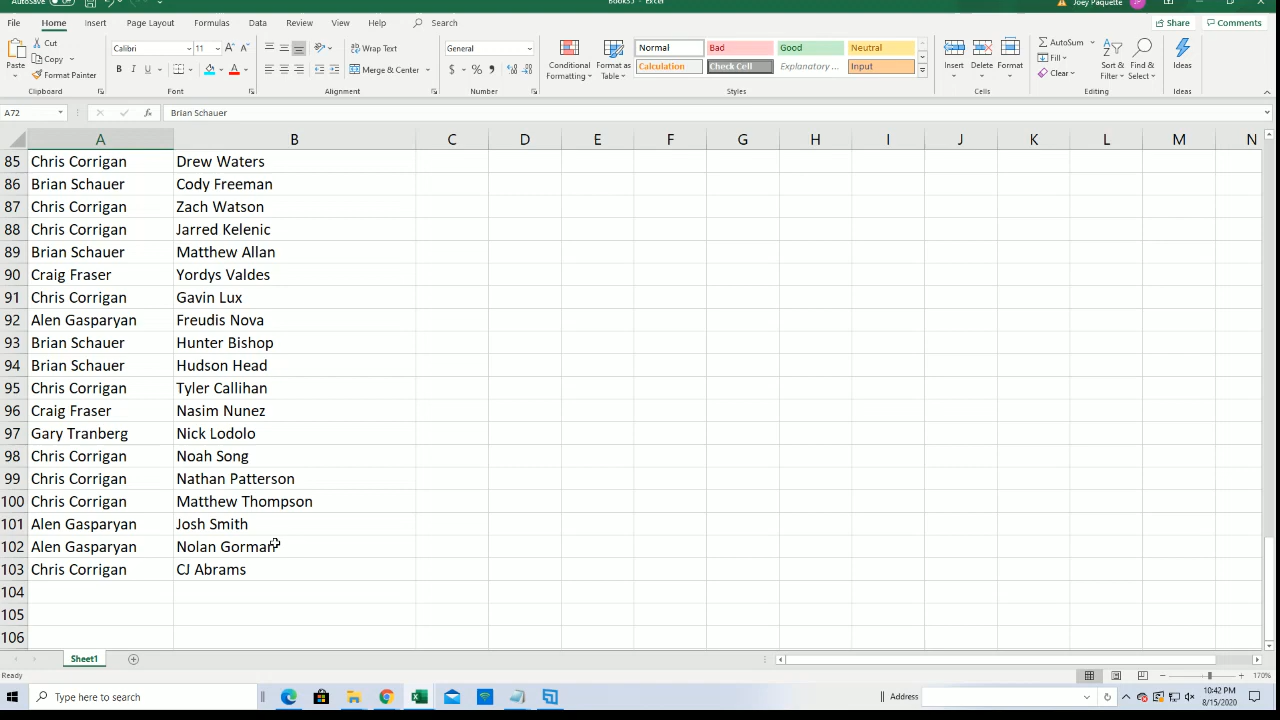 AutoSave Off Book53 - Excel Joey Paquette
File Home Insert Page Layout Formulas Data Review View Help Search Share Comments
Paste Cut Copy Format Painter Clipboard
Calibri 11 A A B I U A Font
Wrap Text Merge & Center Alignment
General $ % , Number
Conditional Formatting Format as Table Normal Bad Good Neutral Calculation Check Cell Explanatory ... Input Styles
Insert Delete Format Cells
AutoSum Fill Clear Sort & Filter Find & Select Editing
Ideas Ideas
A72 fx Brian Schauer
A B C D E F G H I J K L M N
85 Chris Corrigan Drew Waters
86 Brian Schauer Cody Freeman
87 Chris Corrigan Zach Watson
88 Chris Corrigan Jarred Kelenic
89 Brian Schauer Matthew Allan
90 Craig Fraser Yordys Valdes
91 Chris Corrigan Gavin Lux
92 Alen Gasparyan Freudis Nova
93 Brian Schauer Hunter Bishop
94 Brian Schauer Hudson Head
95 Chris Corrigan Tyler Callihan
96 Craig Fraser Nasim Nunez
97 Gary Tranberg Nick Lodolo
98 Chris Corrigan Noah Song
99 Chris Corrigan Nathan Patterson
100 Chris Corrigan Matthew Thompson
101 Alen Gasparyan Josh Smith
102 Alen Gasparyan Nolan Gorman
103 Chris Corrigan CJ Abrams
104
105
106
Sheet1
Ready 170%
Type here to search Address 10:42 PM
8/15/2020